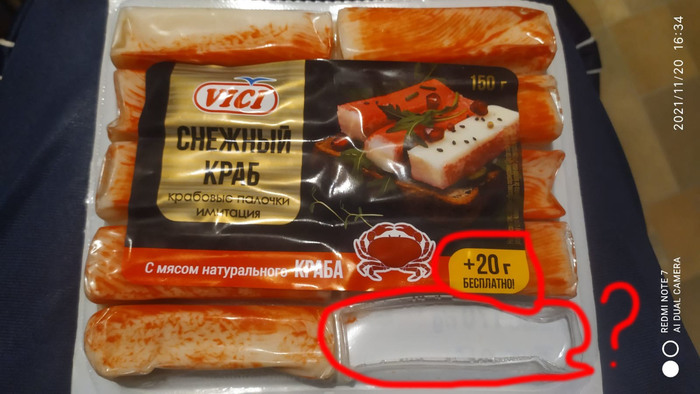 VICI
150 г
СНЕЖНЫЙ
КРАБ
крабовые палочки
имитация
С мясом натурального КРАБА
+20 г
БЕСПЛАТНО!
?
2021/11/20 16:34
REDMI NOTE 7
AI DUAL CAMERA